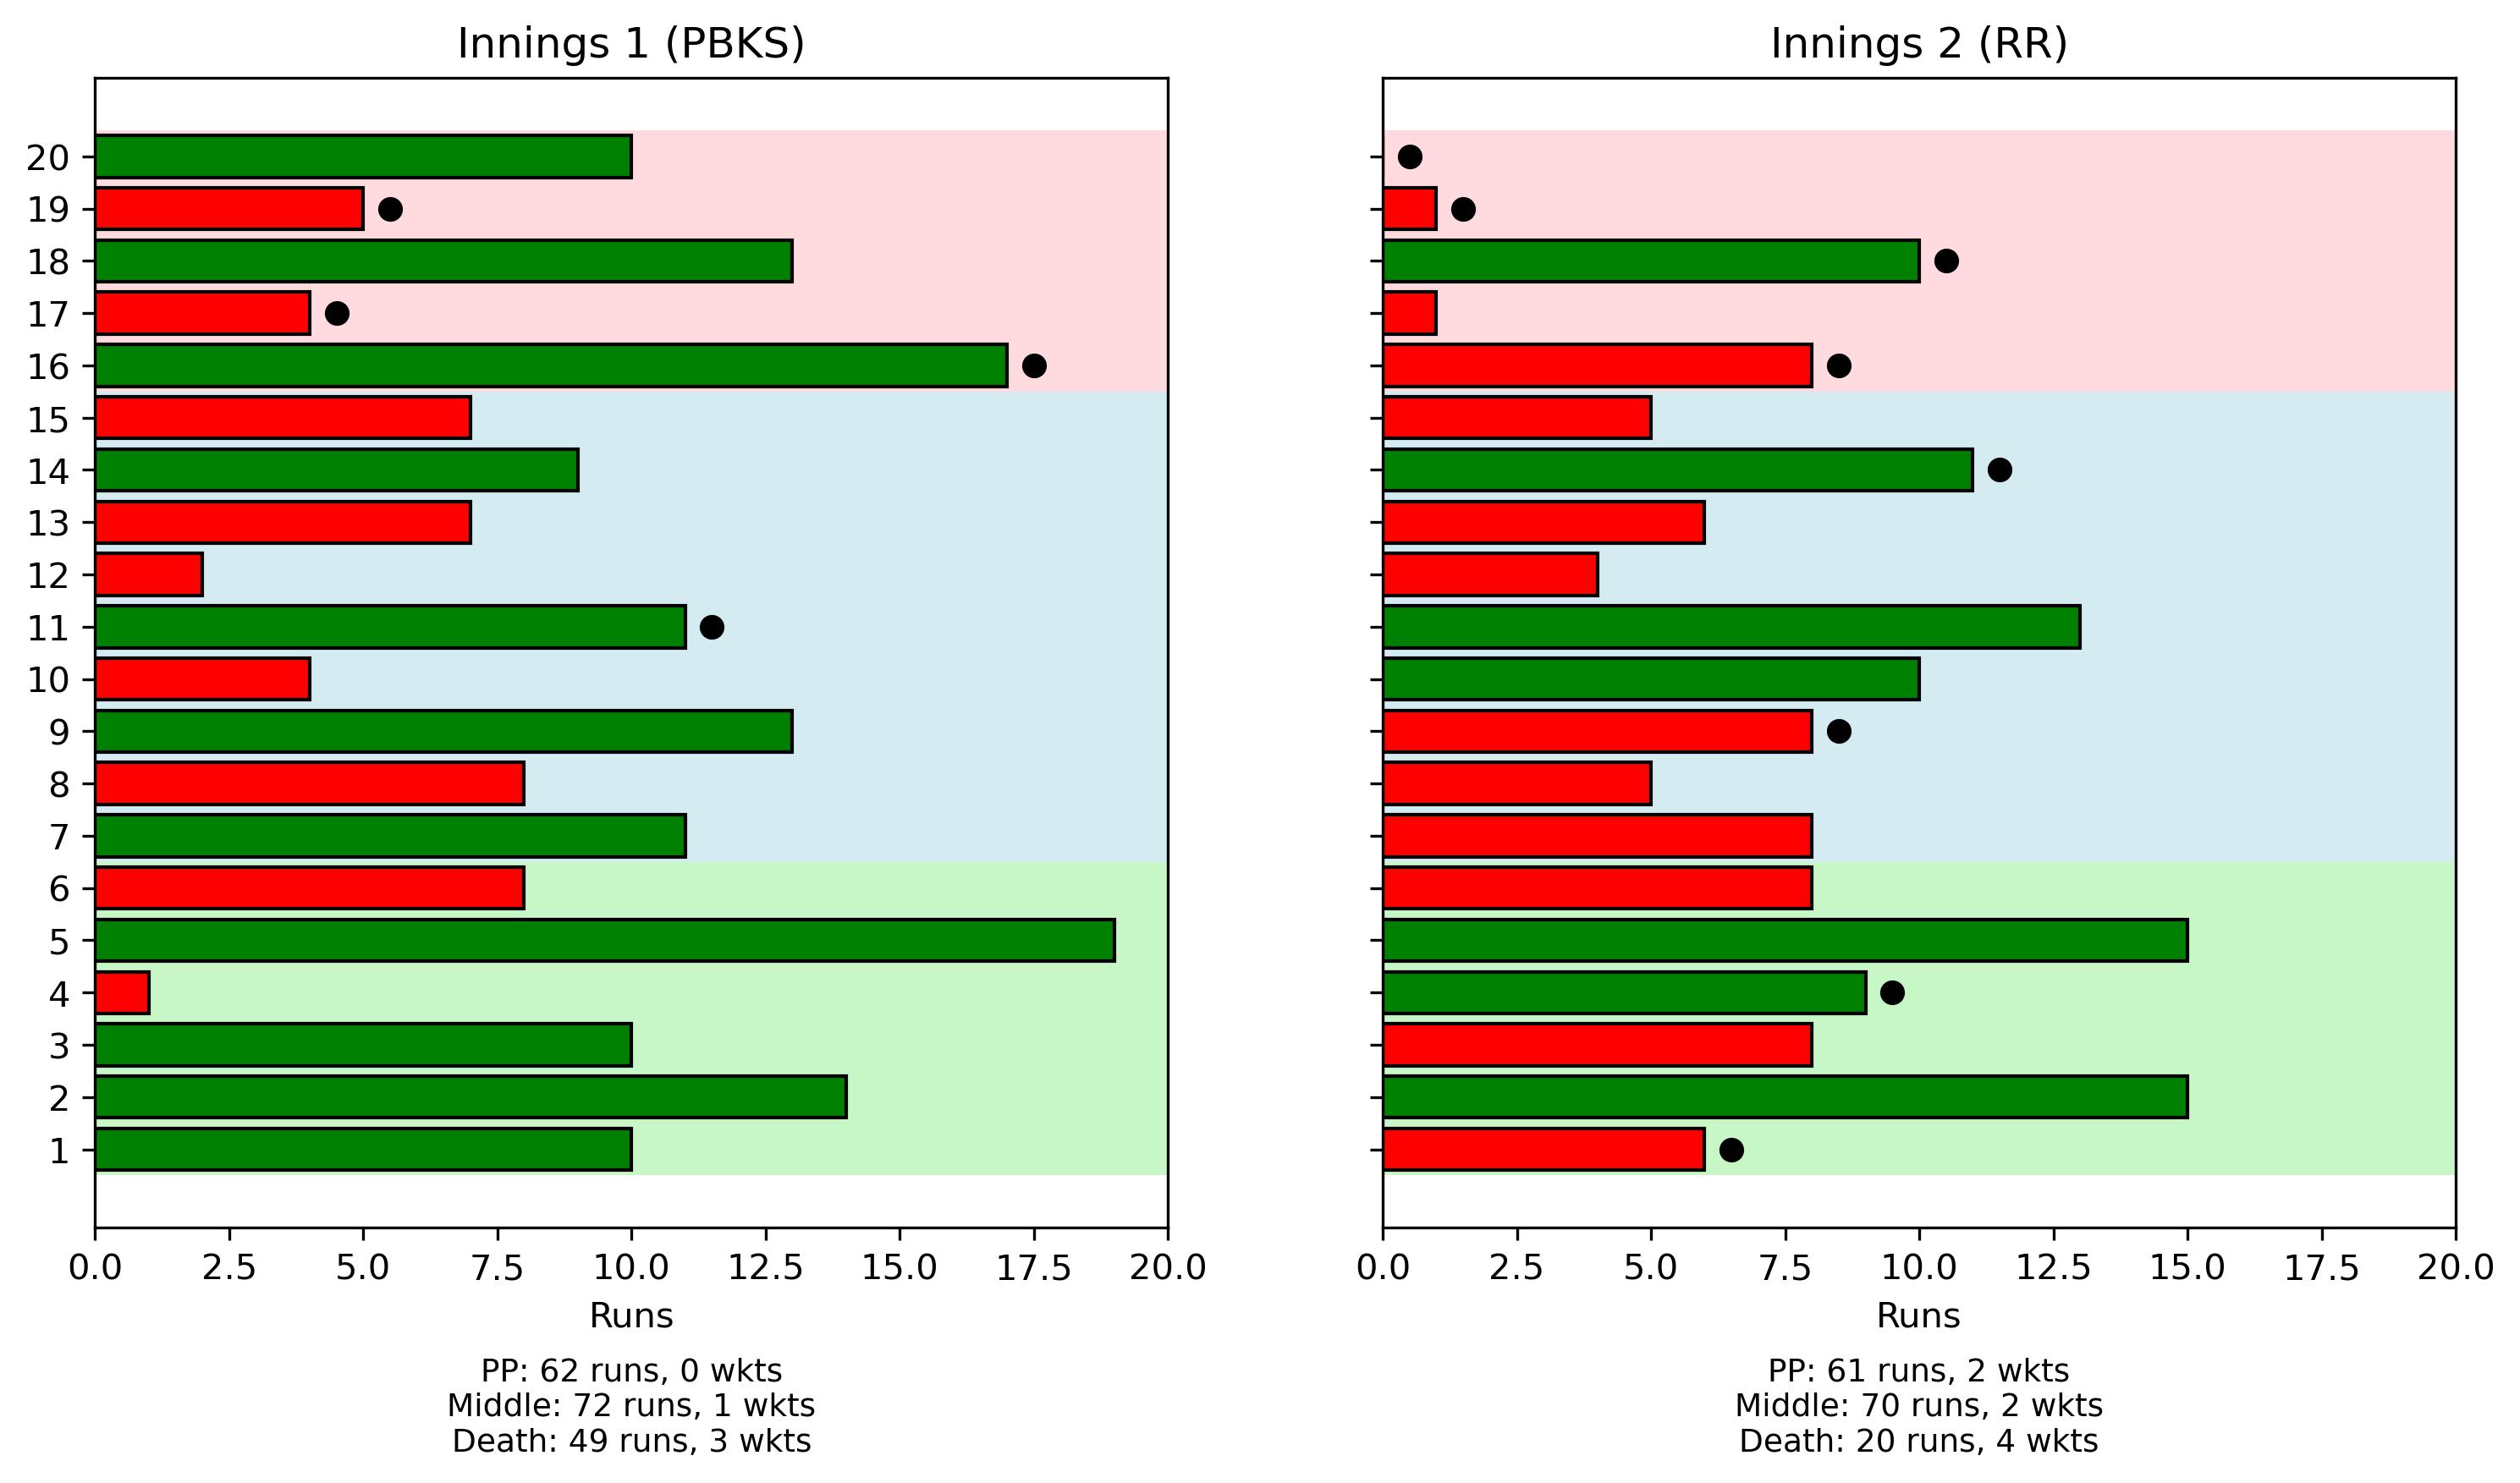 Innings 1 (PBKS)
20
19
18
17
16
15
14
13
12
11
10
9
8
7
6
5
4
3
2
1
0.0 2.5 5.0 7.5 10.0 12.5 15.0 17.5 20.0
Runs
PP: 62 runs, 0 wkts
Middle: 72 runs, 1 wkts
Death: 49 runs, 3 wkts
Innings 2 (RR)
0.0 2.5 5.0 7.5 10.0 12.5 15.0 17.5 20.0
Runs
PP: 61 runs, 2 wkts
Middle: 70 runs, 2 wkts
Death: 20 runs, 4 wkts